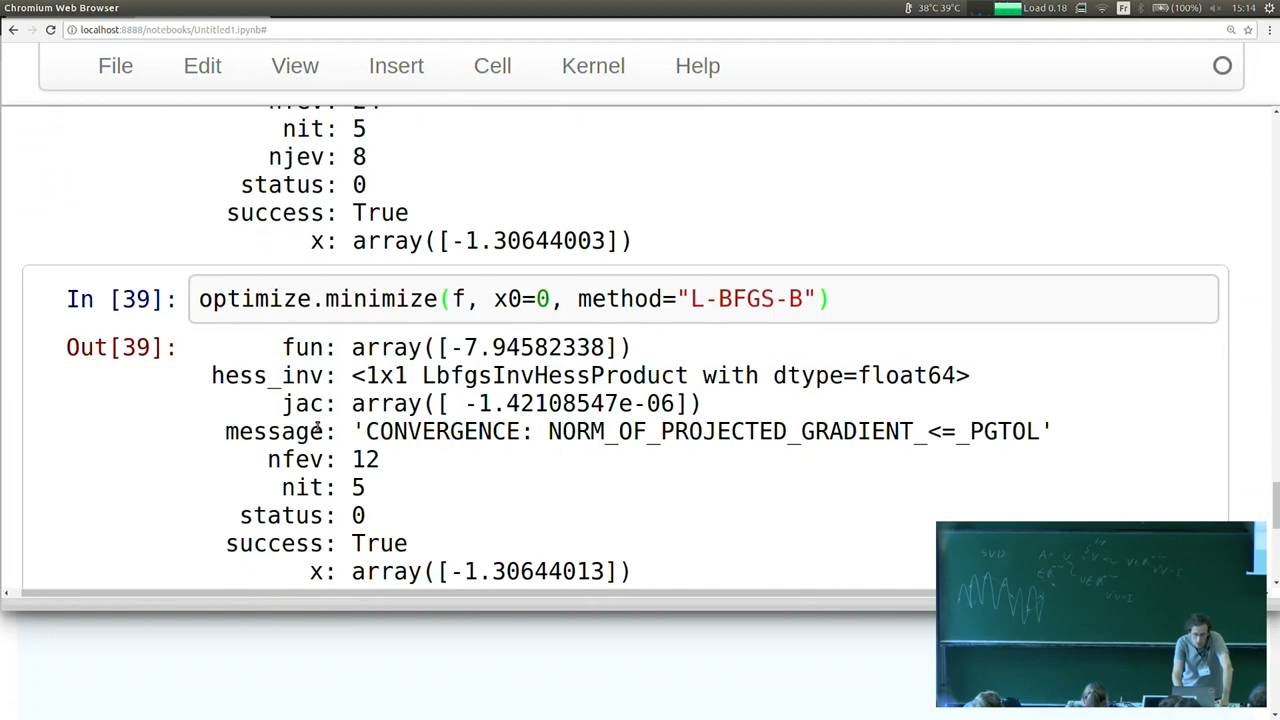 Chromium Web Browser 38°C 39°C Load 0.18 Fr (100%) 15:14
localhost:8888/notebooks/Untitled1.ipynb#
File Edit View Insert Cell Kernel Help
nit: 5
njev: 8
status: 0
success: True
x: array([-1.30644003])
In [39]: optimize.minimize(f, x0=0, method="L-BFGS-B")
Out[39]: fun: array([-7.94582338])
hess_inv: <1x1 LbfgsInvHessProduct with dtype=float64>
jac: array([ -1.42108547e-06])
message: 'CONVERGENCE: NORM_OF_PROJECTED_GRADIENT_<=_PGTOL'
nfev: 12
nit: 5
status: 0
success: True
x: array([-1.30644013])
SVD